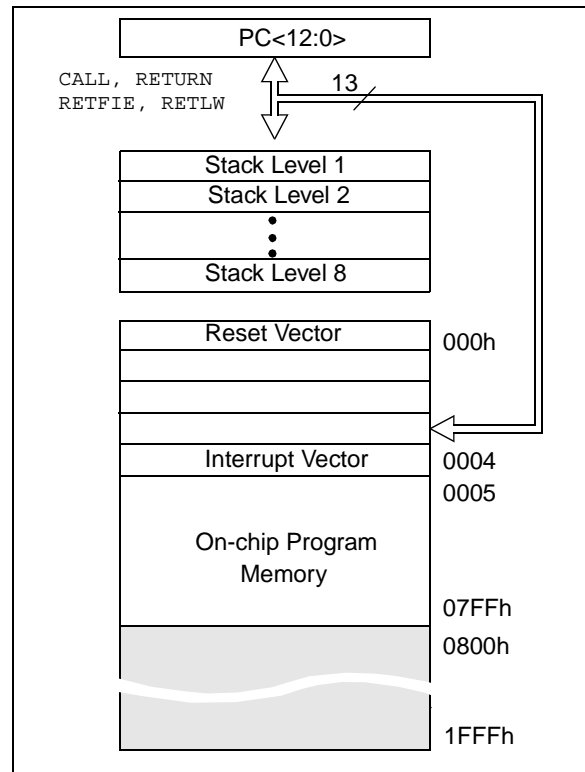 PC<12:0>
CALL, RETURN
RETFIE, RETLW
13
Stack Level 1
Stack Level 2
Stack Level 8
Reset Vector
000h
Interrupt Vector
0004
0005
On-chip Program
Memory
07FFh
0800h
1FFFh